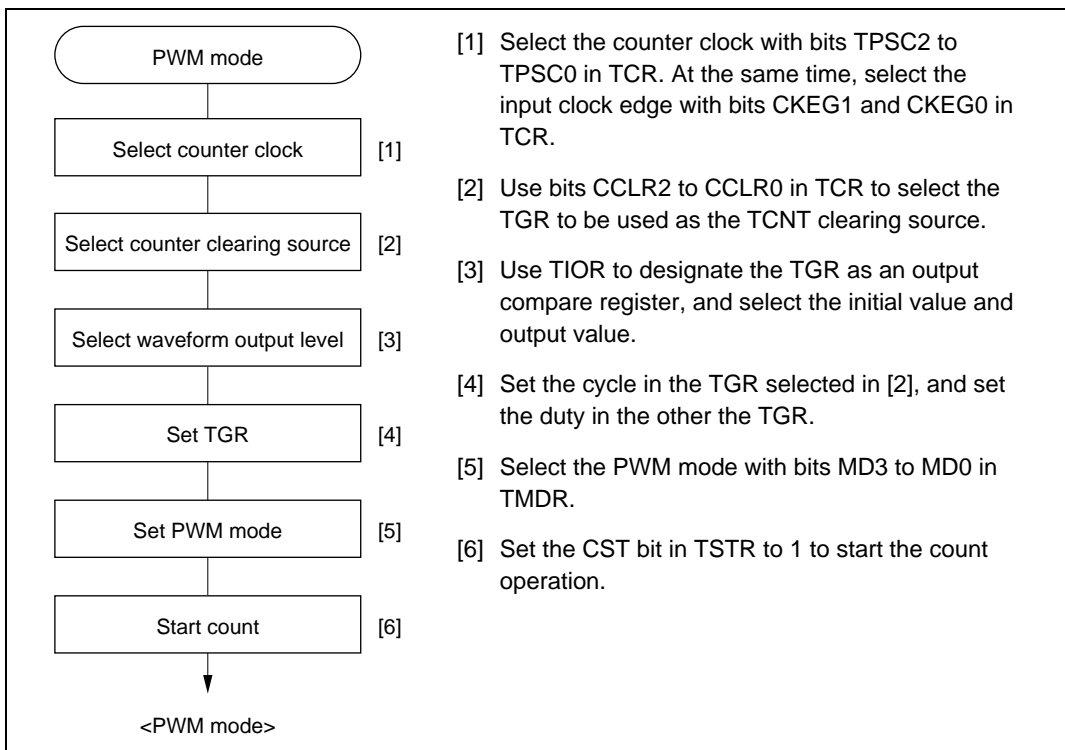 PWM mode
Select counter clock [1]
Select counter clearing source [2]
Select waveform output level [3]
Set TGR [4]
Set PWM mode [5]
Start count [6]
<PWM mode>
[1] Select the counter clock with bits TPSC2 to
TPSC0 in TCR. At the same time, select the
input clock edge with bits CKEG1 and CKEG0 in
TCR.
[2] Use bits CCLR2 to CCLR0 in TCR to select the
TGR to be used as the TCNT clearing source.
[3] Use TIOR to designate the TGR as an output
compare register, and select the initial value and
output value.
[4] Set the cycle in the TGR selected in [2], and set
the duty in the other the TGR.
[5] Select the PWM mode with bits MD3 to MD0 in
TMDR.
[6] Set the CST bit in TSTR to 1 to start the count
operation.